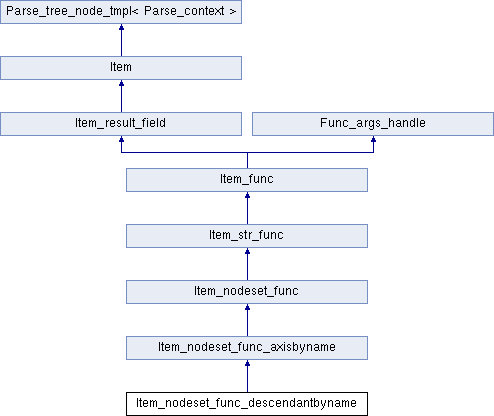 Parse_tree_node_tmpl< Parse_context >
Item
Item_result_field
Func_args_handle
Item_func
Item_str_func
Item_nodeset_func
Item_nodeset_func_axisbyname
Item_nodeset_func_descendantbyname